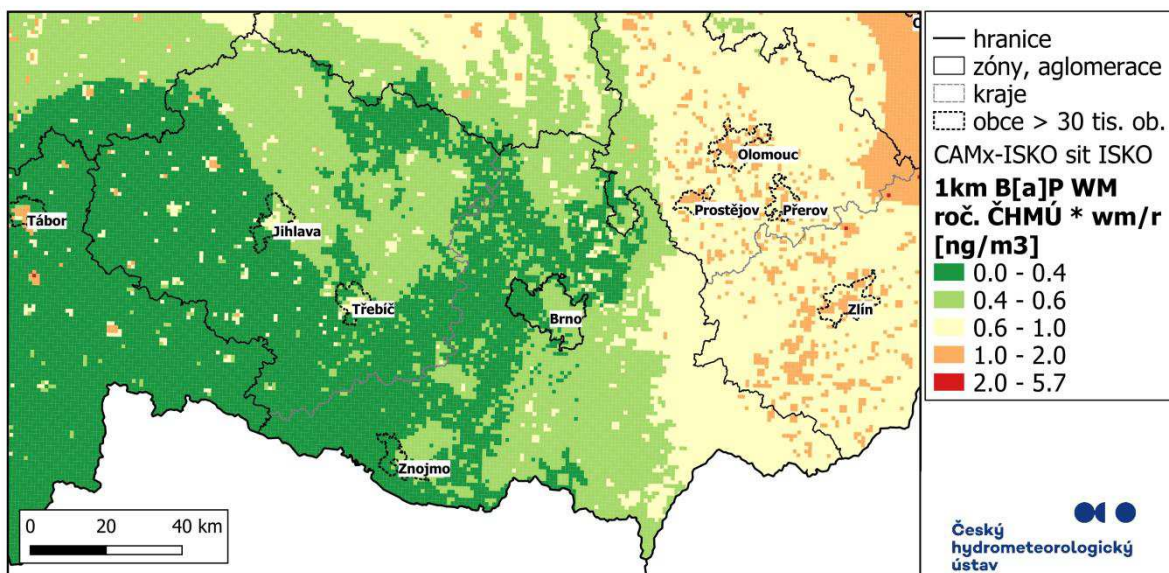 Olomouc
Prostějov
Přerov
Tábor
Jihlava
Třebíč
Brno
Zlín
Znojmo
0 20 40 km
hranice
zóny, aglomerace
kraje
obce > 30 tis. ob.
CAMx-ISKO sit ISKO
1km B[a]P WM
roč. ČHMÚ * wm/r
[ng/m3]
0.0 - 0.4
0.4 - 0.6
0.6 - 1.0
1.0 - 2.0
2.0 - 5.7
Český
hydrometeorologický
ústav